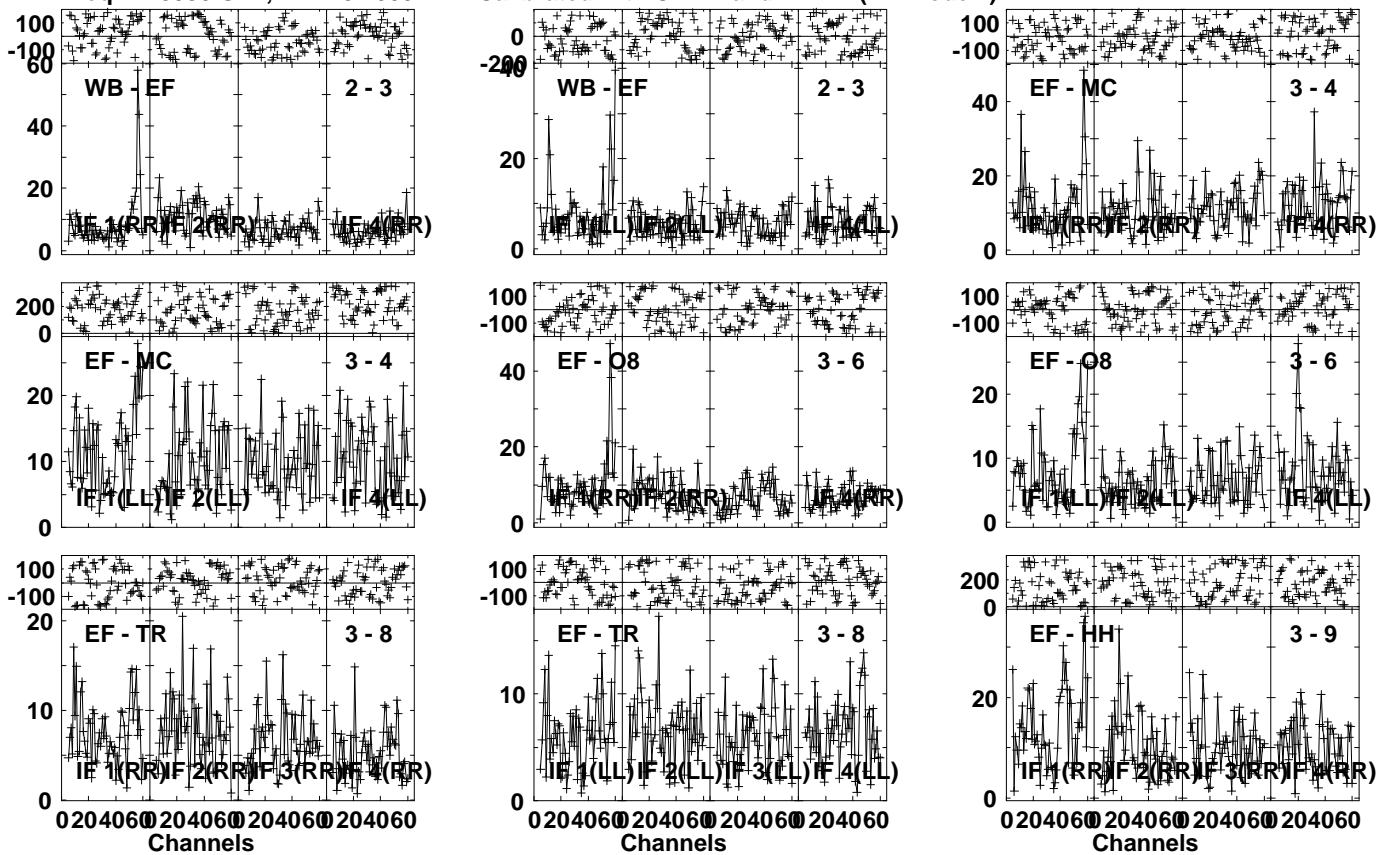 100
-100
60
WB - EF 2 - 3
40
20
IF 1(RR) IF 2(RR) IF 4(RR)
0
0
-200
40
WB - EF 2 - 3
20
IF 1(LL) IF 2(LL) IF 4(LL)
0
100
-100
EF - MC 3 - 4
40
20
IF 1(RR) IF 2(RR) IF 4(RR)
0
200
0
EF - MC 3 - 4
20
10
IF 1(LL) IF 2(LL) IF 4(LL)
0
100
-100
EF - O8 3 - 6
40
20
IF 1(RR) IF 2(RR) IF 4(RR)
0
100
-100
EF - O8 3 - 6
20
10
IF 1(LL) IF 2(LL) IF 4(LL)
0
100
-100
20
EF - TR 3 - 8
10
IF 1(RR) IF 2(RR) IF 3(RR) IF 4(RR)
0
0 20 40 60 0 20 40 60 0 20 40 60 0 20 40 60
Channels
100
-100
EF - TR 3 - 8
10
IF 1(LL) IF 2(LL) IF 3(LL) IF 4(LL)
0
0 20 40 60 0 20 40 60 0 20 40 60 0 20 40 60
Channels
200
0
EF - HH 3 - 9
20
IF 1(RR) IF 2(RR) IF 3(RR) IF 4(RR)
0
0 20 40 60 0 20 40 60 0 20 40 60 0 20 40 60
Channels